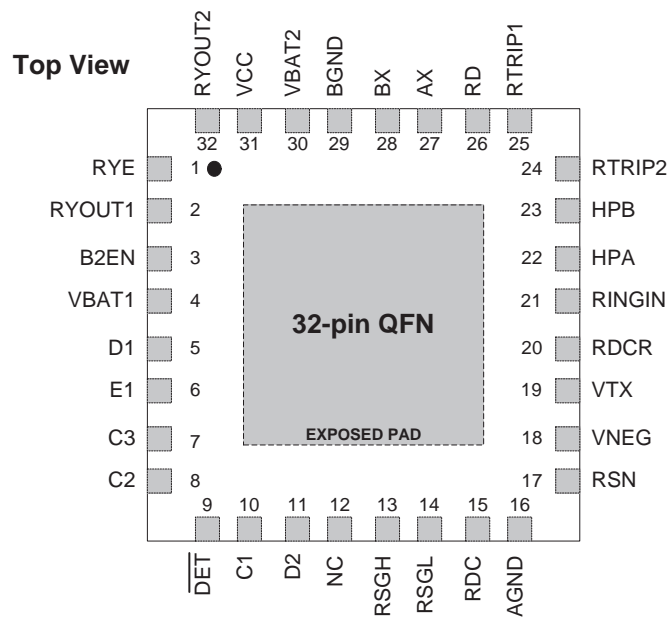 Top View
RYOUT2
VCC
VBAT2
BGND
BX
AX
RD
RTRIP1
32
31
30
29
28
27
26
25
RYE 1 24 RTRIP2
RYOUT1 2 23 HPB
B2EN 3 22 HPA
VBAT1 4 21 RINGIN
D1 5 20 RDCR
E1 6 19 VTX
C3 7 18 VNEG
C2 8 17 RSN
32-pin QFN
EXPOSED PAD
9
10
11
12
13
14
15
16
DET
C1
D2
NC
RSGH
RSGL
RDC
AGND